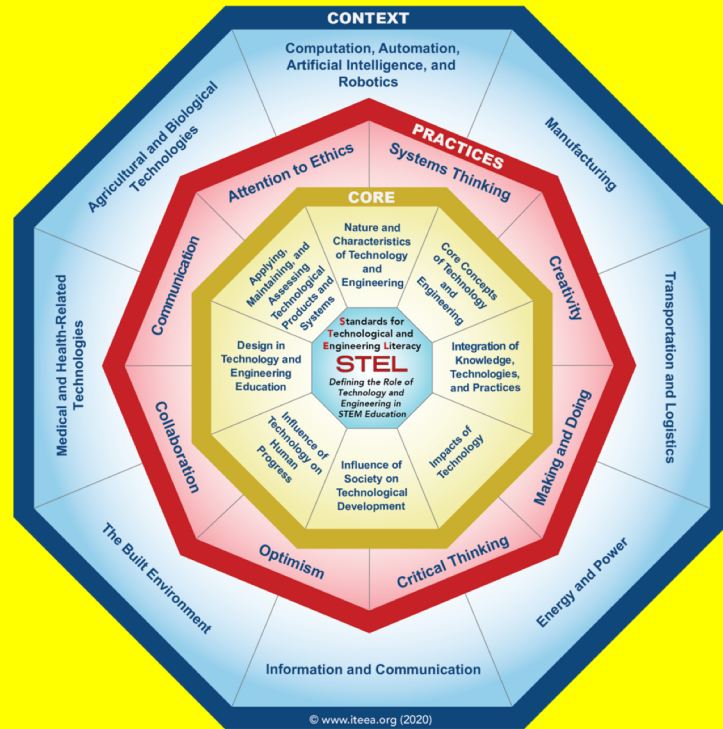 CONTEXT
Computation, Automation,
Artificial Intelligence, and
Robotics
Manufacturing
Transportation and Logistics
Energy and Power
Information and Communication
The Built Environment
Medical and Health-Related
Technologies
Agricultural and Biological
Technologies
PRACTICES
Systems Thinking
Creativity
Making and Doing
Critical Thinking
Optimism
Collaboration
Communication
Attention to Ethics
CORE
Nature and
Characteristics
of Technology
and
Engineering
Core Concepts
of Technology
and
Engineering
Integration of
Knowledge,
Technologies,
and Practices
Impacts of
Technology
Influence of
Society on
Technological
Development
Influence of
Technology on
Human
Progress
Design in
Technology and
Engineering
Education
Applying,
Maintaining, and
Assessing
Technological
Products and
Systems
Standards for
Technological and
Engineering Literacy
STEL
Defining the Role of
Technology and
Engineering in
STEM Education
© www.iteea.org (2020)